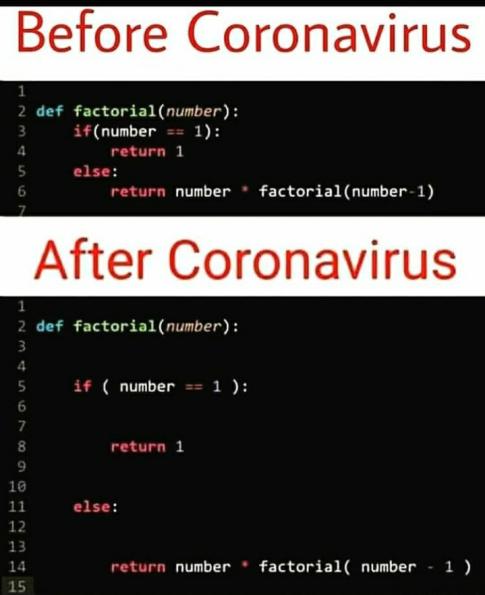 Before Coronavirus
1
2 def factorial(number):
3 if(number == 1):
4 return 1
5 else:
6 return number * factorial(number-1)
7
After Coronavirus
1
2 def factorial(number):
3
4
5 if ( number == 1 ):
6
7
8 return 1
9
10
11 else:
12
13
14 return number * factorial( number - 1 )
15